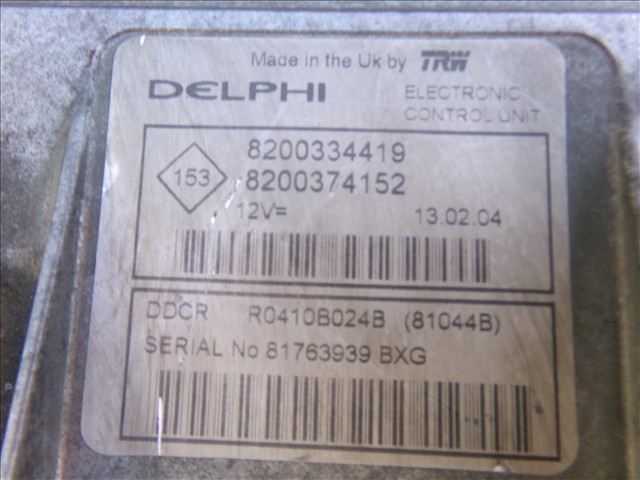 Made in the Uk by TRW
DELPHI
ELECTRONIC
CONTROL UNIT
8200334419
153
8200374152
12V=
13.02.04
DDCR R0410B024B (81044B)
SERIAL No 81763939 BXG